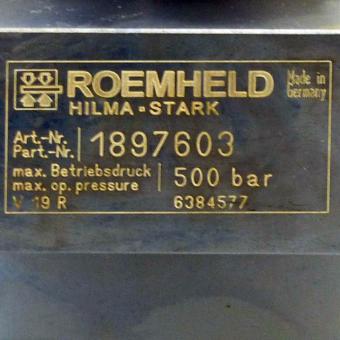 ROEMHELD
HILMA-STARK
Made in
Germany
Art.-Nr.
Part.-Nr.
1897603
max. Betriebsdruck
max. op. pressure
500 bar
V 19 R
6384577